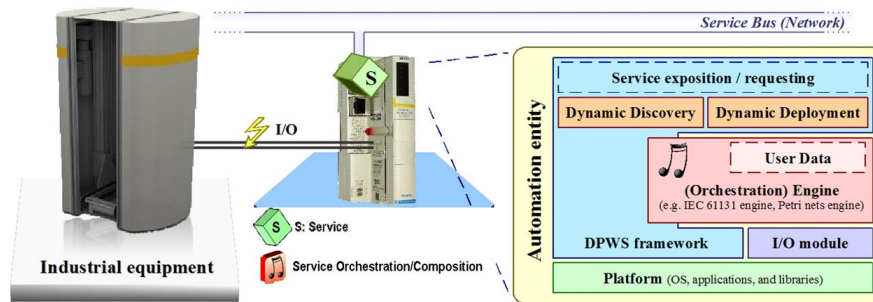 Service Bus (Network)
S
I/O
Industrial equipment
S
S: Service
Service Orchestration/Composition
Automation entity
Service exposition / requesting
Dynamic Discovery
Dynamic Deployment
User Data
(Orchestration) Engine
(e.g. IEC 61131 engine, Petri nets engine)
DPWS framework
I/O module
Platform (OS, applications, and libraries)